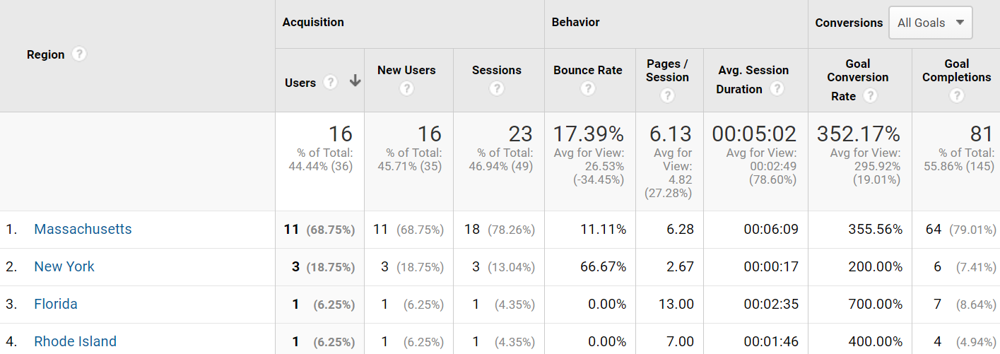 Acquisition Behavior Conversions All Goals
Region ?
Users ? New Users ? Sessions ? Bounce Rate ? Pages / Session ? Avg. Session Duration ? Goal Conversion Rate ? Goal Completions ?
16 16 23 17.39% 6.13 00:05:02 352.17% 81
% of Total: 44.44% (36) % of Total: 45.71% (35) % of Total: 46.94% (49) Avg for View: 26.53% (-34.45%) Avg for View: 4.82 (27.28%) Avg for View: 00:02:49 (78.60%) Avg for View: 295.92% (19.01%) % of Total: 55.86% (145)
1. Massachusetts 11 (68.75%) 11 (68.75%) 18 (78.26%) 11.11% 6.28 00:06:09 355.56% 64 (79.01%)
2. New York 3 (18.75%) 3 (18.75%) 3 (13.04%) 66.67% 2.67 00:00:17 200.00% 6 (7.41%)
3. Florida 1 (6.25%) 1 (6.25%) 1 (4.35%) 0.00% 13.00 00:02:35 700.00% 7 (8.64%)
4. Rhode Island 1 (6.25%) 1 (6.25%) 1 (4.35%) 0.00% 7.00 00:01:46 400.00% 4 (4.94%)